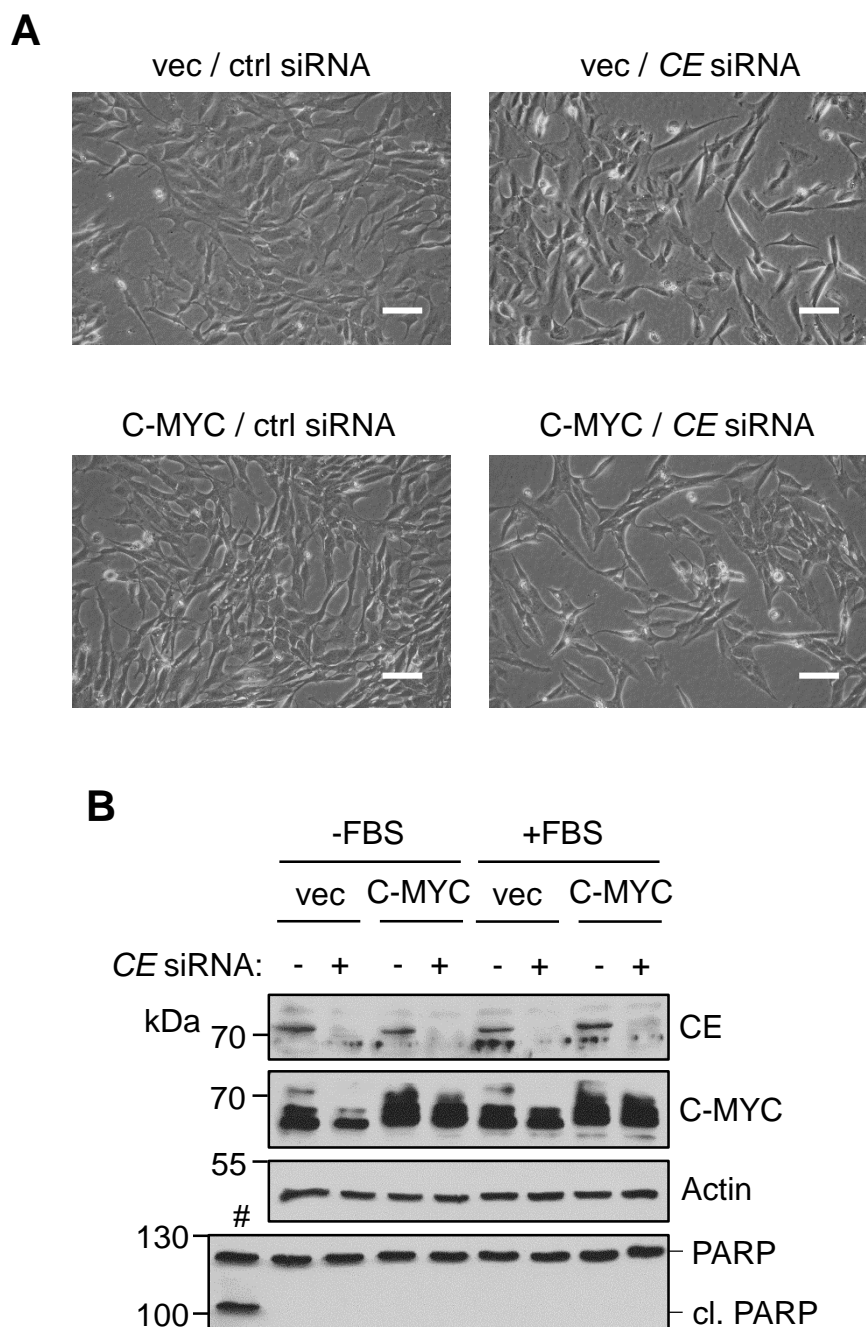 A
vec / ctrl siRNA
vec / CE siRNA
C-MYC / ctrl siRNA
C-MYC / CE siRNA
B
-FBS +FBS
vec C-MYC vec C-MYC
CE siRNA: - + - + - + - +
kDa
70
CE
70
C-MYC
55
Actin
#
130
PARP
100
cl. PARP